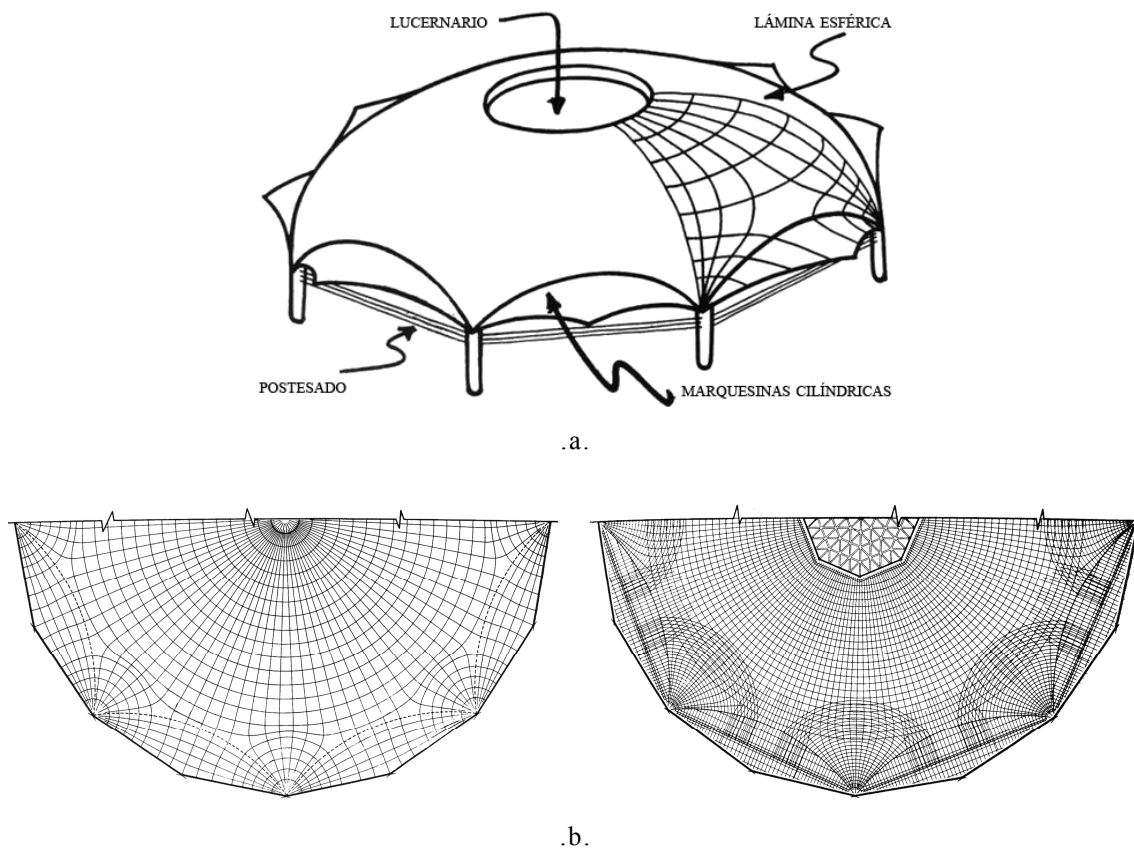 LUCERNARIO
LÁMINA ESFÉRICA
POSTESADO
MARQUESINAS CILÍNDRICAS
.a.
.b.